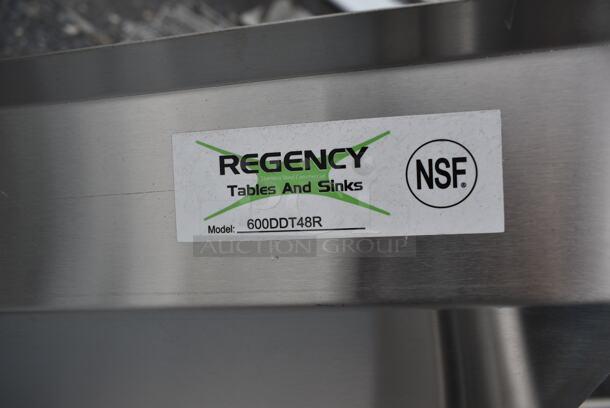 REGENCY
Tables And Sinks
Model: 600DDT48R
NSF®
AUCTION GROUP